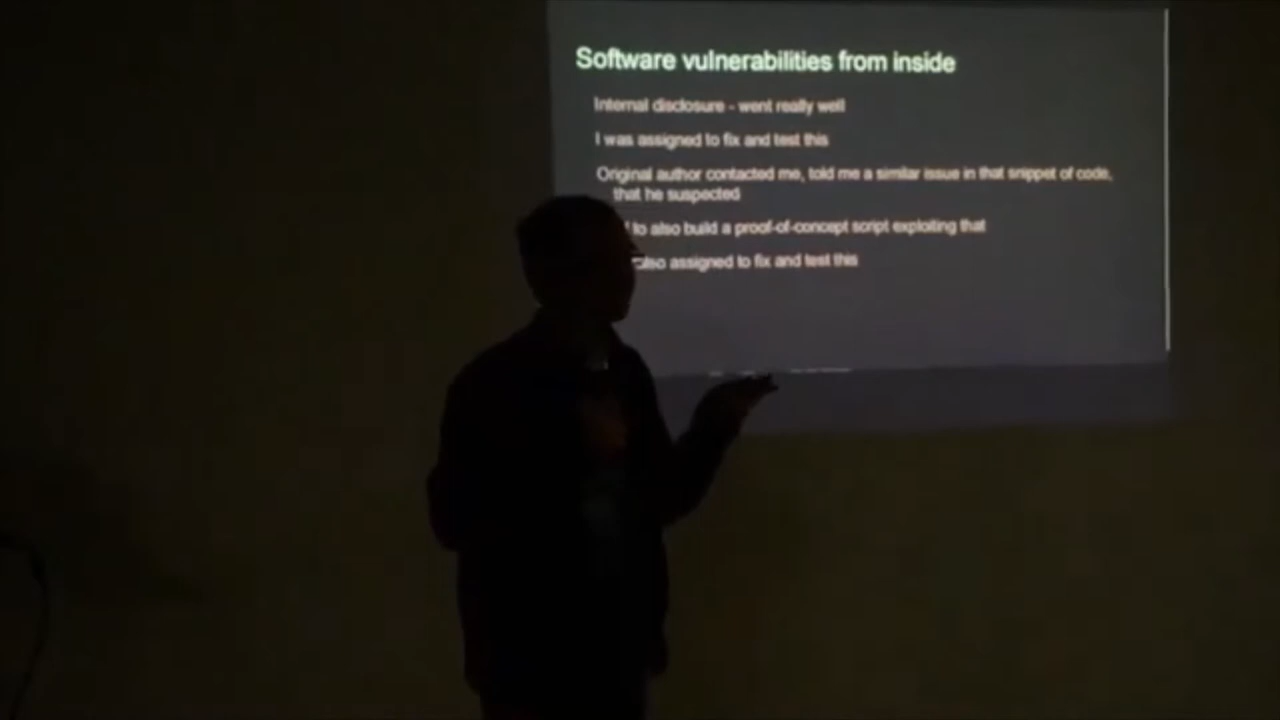 Software vulnerabilities from inside
Internal disclosure - went really well
I was assigned to fix and test this
Original author contacted me, told me a similar issue in that snippet of code,
that he suspected
to also build a proof-of-concept script exploiting that
also assigned to fix and test this